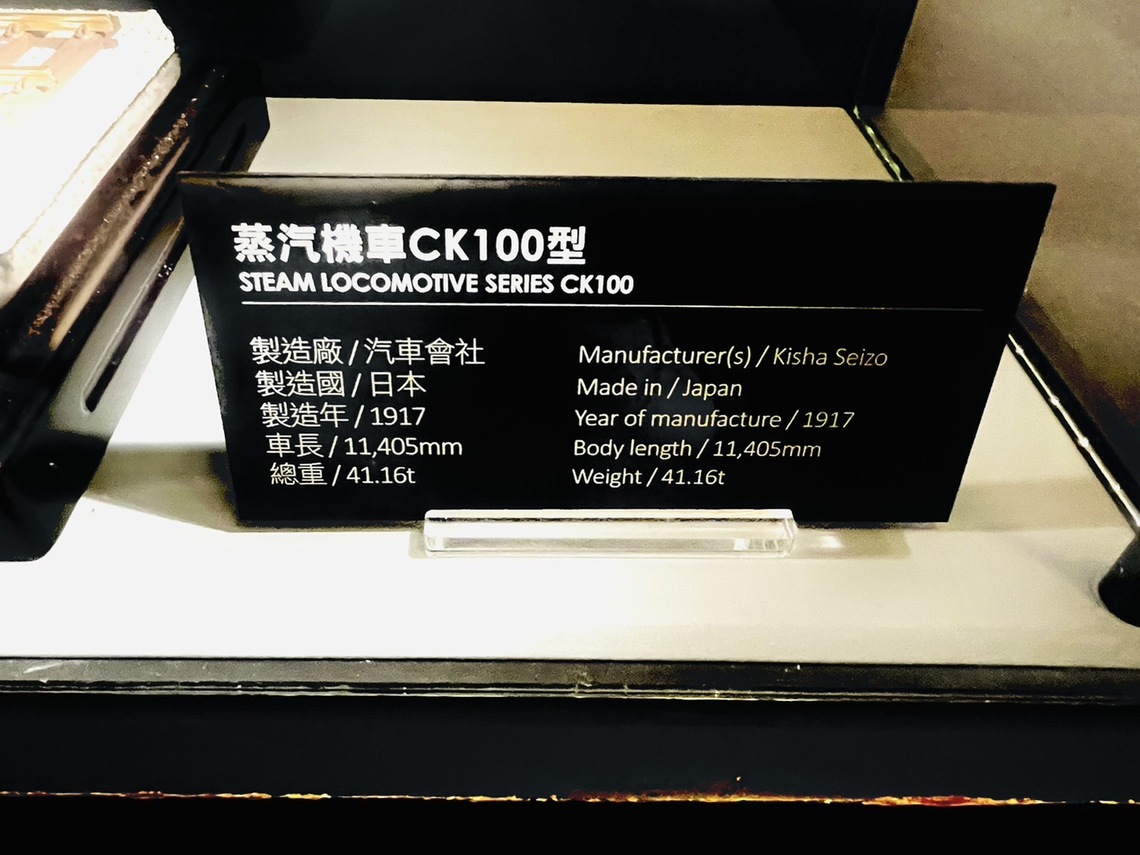 蒸汽機車CK100型
STEAM LOCOMOTIVE SERIES CK100
製造廠 / 汽車會社
製造國 / 日本
製造年 / 1917
車長 / 11,405mm
總重 / 41.16t
Manufacturer(s) / Kisha Seizo
Made in / Japan
Year of manufacture / 1917
Body length / 11,405mm
Weight / 41.16t